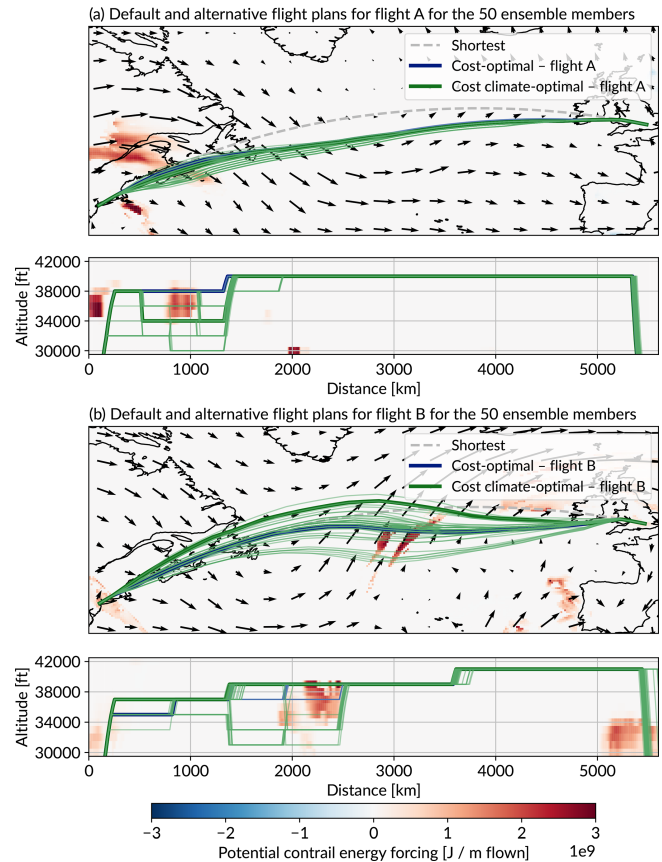 (a) Default and alternative flight plans for flight A for the 50 ensemble members
Shortest
Cost-optimal – flight A
Cost climate-optimal – flight A
42000
38000
34000
30000
Altitude [ft]
0 1000 2000 3000 4000 5000
Distance [km]
(b) Default and alternative flight plans for flight B for the 50 ensemble members
Shortest
Cost-optimal – flight B
Cost climate-optimal – flight B
42000
38000
34000
30000
Altitude [ft]
0 1000 2000 3000 4000 5000
Distance [km]
−3 −2 −1 0 1 2 3
1e9
Potential contrail energy forcing [J / m flown]